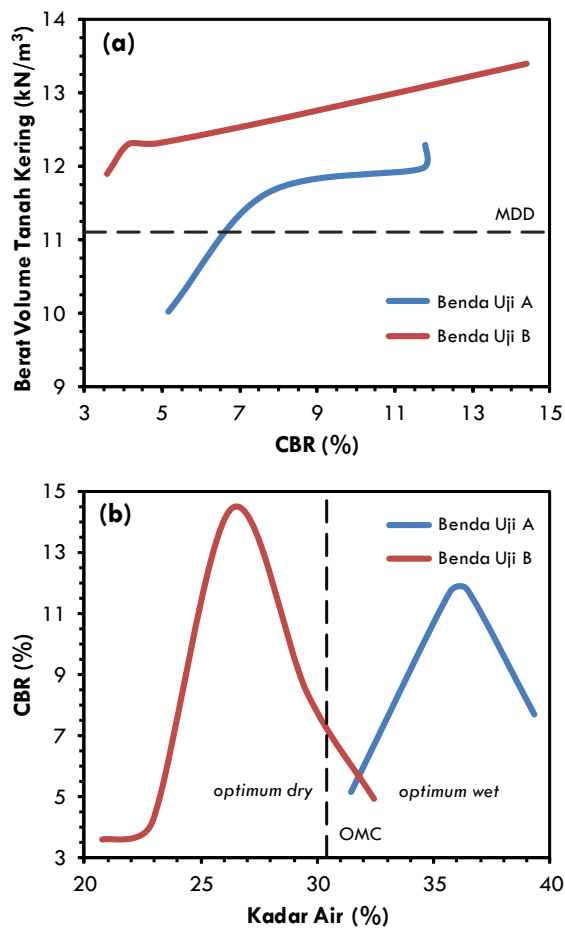 (a)
Berat Volume Tanah Kering (kN/m³)
14
13
12
11
10
9
MDD
Benda Uji A
Benda Uji B
3 5 7 9 11 13 15
CBR (%)
(b)
CBR (%)
15
13
11
9
7
5
3
Benda Uji A
Benda Uji B
optimum dry
optimum wet
OMC
20 25 30 35 40
Kadar Air (%)